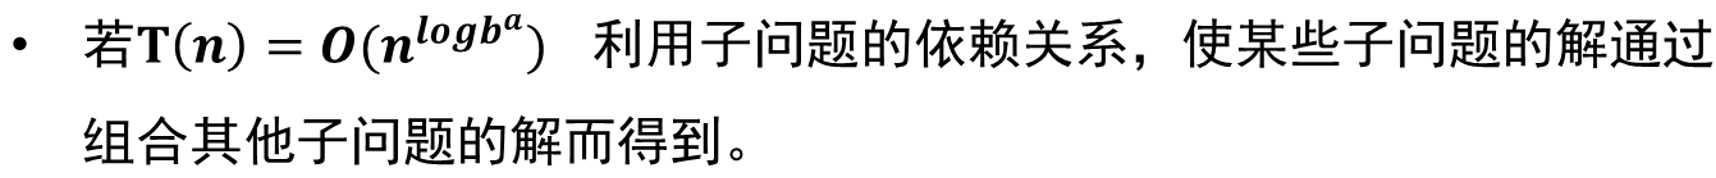 • 若T(n) = O(n^{logb^a}) 利用子问题的依赖关系，使某些子问题的解通过
组合其他子问题的解而得到。